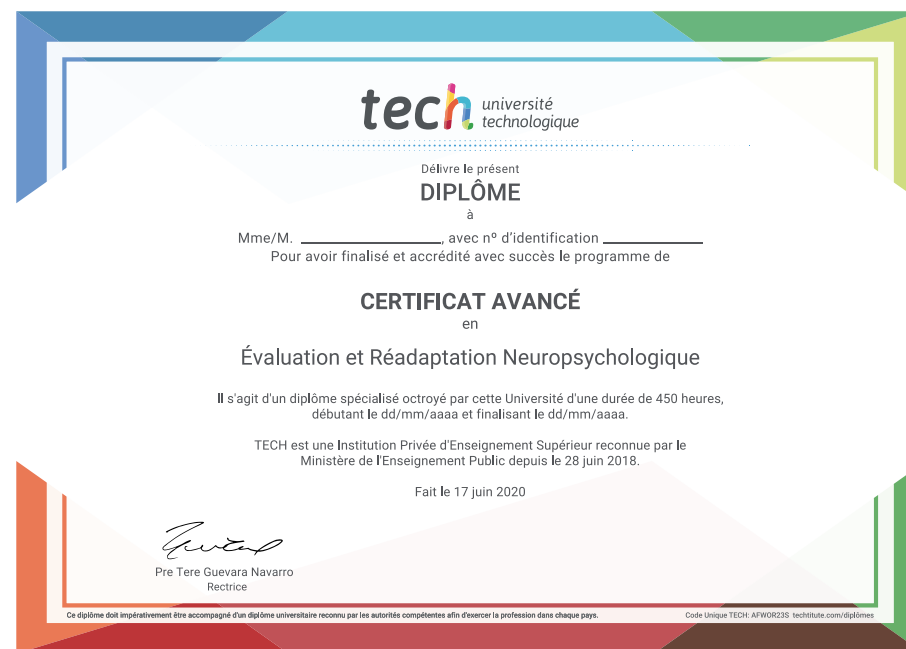 tech université
technologique
Délivre le présent
DIPLÔME
à
Mme/M. ____________________, avec nº d'identification ______________
Pour avoir finalisé et accrédité avec succès le programme de
CERTIFICAT AVANCÉ
en
Évaluation et Réadaptation Neuropsychologique
Il s'agit d'un diplôme spécialisé octroyé par cette Université d'une durée de 450 heures,
débutant le dd/mm/aaaa et finalisant le dd/mm/aaaa.
TECH est une Institution Privée d'Enseignement Supérieur reconnue par le
Ministère de l'Enseignement Public depuis le 28 juin 2018.
Fait le 17 juin 2020
Pre Tere Guevara Navarro
Rectrice
Ce diplôme doit impérativement être accompagné d'un diplôme universitaire reconnu par les autorités compétentes afin d'exercer la profession dans chaque pays.
Code Unique TECH: AFWOR23S techtitute.com/diplômes